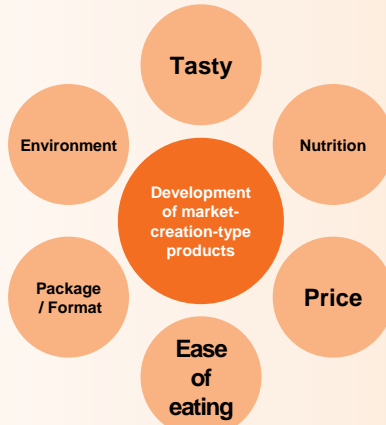 Tasty
Environment
Nutrition
Development
of market-
creation-type
products
Package
/ Format
Price
Ease
of
eating